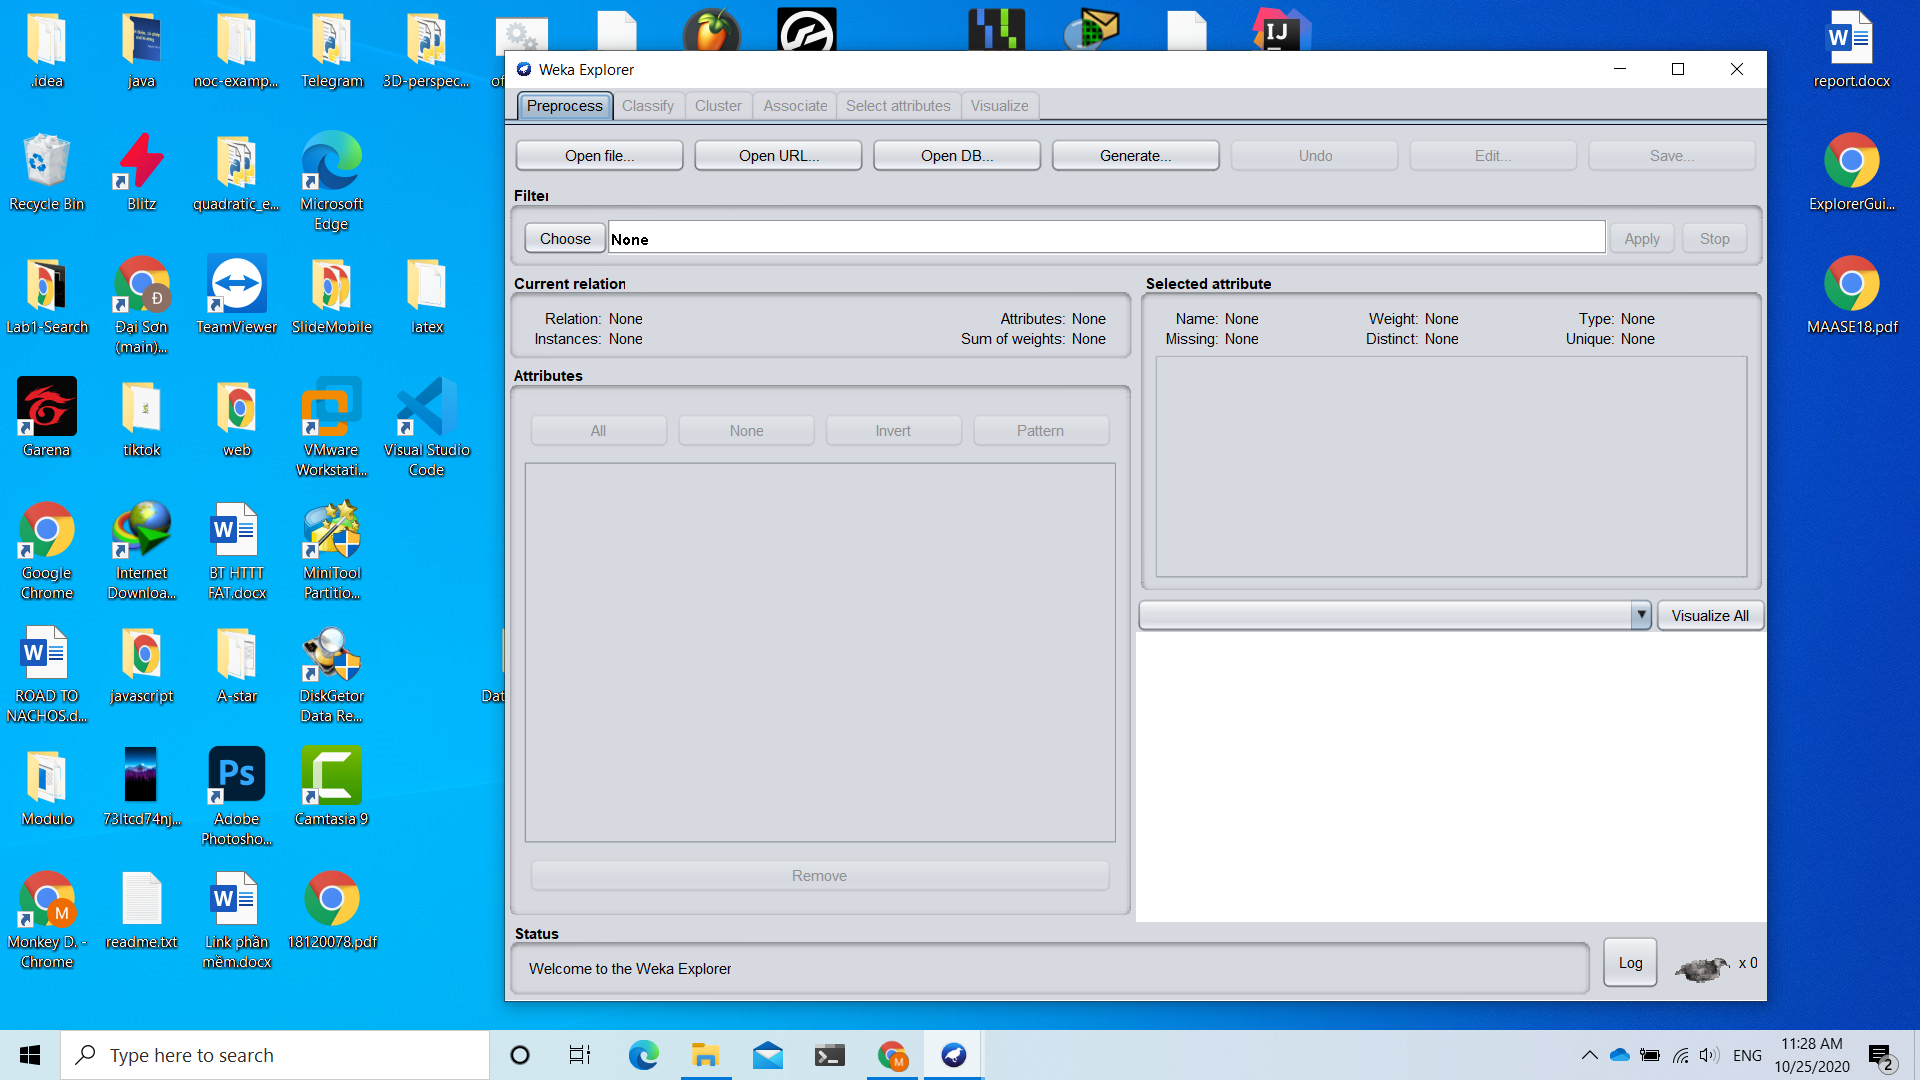 .idea
java
noc-examp...
Telegram
3D-perspec...
of
report.docx
Recycle Bin
Blitz
quadratic_e...
Microsoft
Edge
ExplorerGui...
Lab1-Search
Đại Sơn
(main)...
TeamViewer
SlideMobile
latex
MAASE18.pdf
Garena
tiktok
web
VMware
Workstati...
Visual Studio
Code
Google
Chrome
Internet
Downloa...
BT HTTT
FAT.docx
MiniTool
Partitio...
ROAD TO
NACHOS.d...
javascript
A-star
DiskGetor
Data Re...
Dat
Modulo
73ltcd74nj...
Adobe
Photosho...
Camtasia 9
Monkey D. -
Chrome
readme.txt
Link phần
mềm.docx
18120078.pdf
Weka Explorer
Preprocess
Classify
Cluster
Associate
Select attributes
Visualize
Open file...
Open URL...
Open DB...
Generate...
Undo
Edit...
Save...
Filter
Choose
None
Apply
Stop
Current relation
Relation: None
Attributes: None
Instances: None
Sum of weights: None
Selected attribute
Name: None
Weight: None
Type: None
Missing: None
Distinct: None
Unique: None
Attributes
All
None
Invert
Pattern
Remove
Visualize All
Status
Welcome to the Weka Explorer
Log
x 0
Type here to search
ENG
11:28 AM
10/25/2020
2
W
IJ
Đ
W
W
Ps
M
W
M